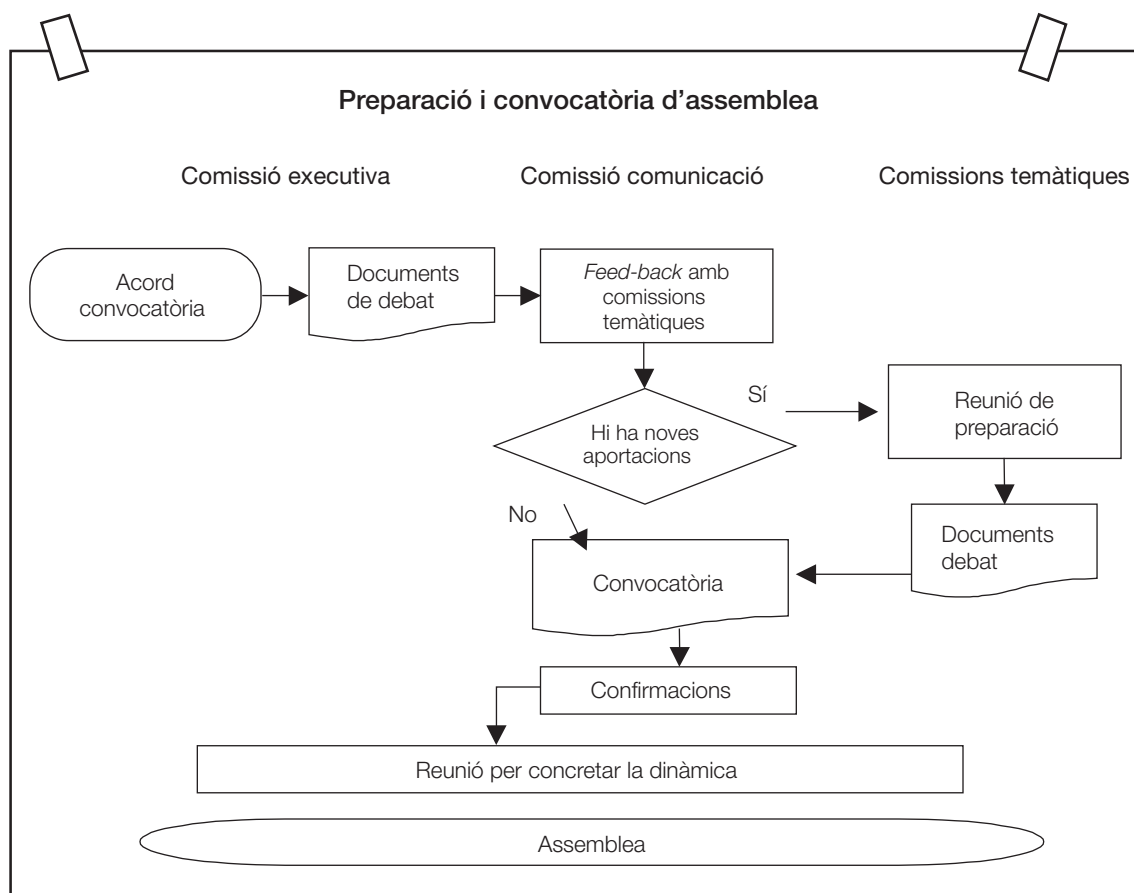 Preparació i convocatòria d’assemblea
Comissió executiva
Comissió comunicació
Comissions temàtiques
Acord
convocatòria
Documents
de debat
Feed-back amb
comissions
temàtiques
Sí
Reunió de
preparació
Hi ha noves
aportacions
No
Documents
debat
Convocatòria
Confirmacions
Reunió per concretar la dinàmica
Assemblea